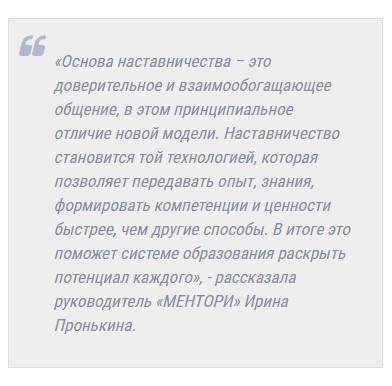 «Основа наставничества – это
доверительное и взаимообогащающее
общение, в этом принципиальное
отличие новой модели. Наставничество
становится той технологией, которая
позволяет передавать опыт, знания,
формировать компетенции и ценности
быстрее, чем другие способы. В итоге это
поможет системе образования раскрыть
потенциал каждого», - рассказала
руководитель «МЕНТОРИ» Ирина
Пронькина.